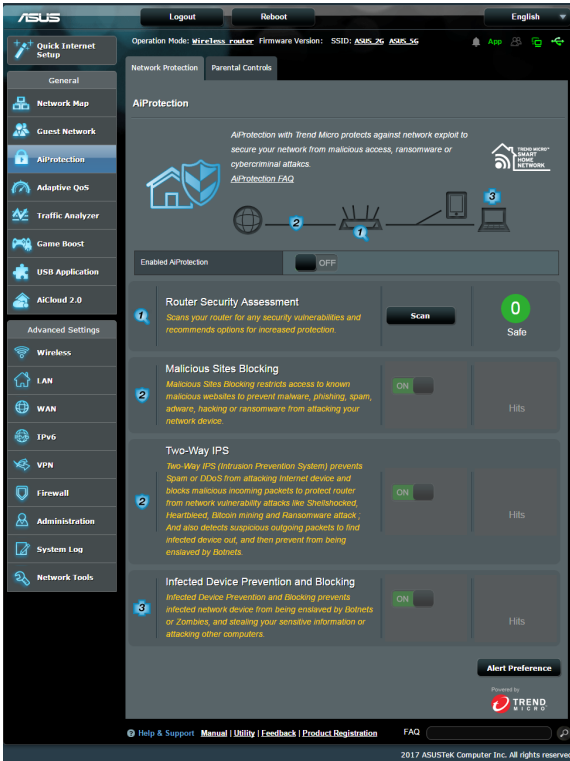 ASUS
Logout
Reboot
English
Quick Internet
Setup
Operation Mode: Wireless router Firmware Version: SSID: ASUS_2G ASUS_5G
App
General
Network Map
Guest Network
AiProtection
Adaptive QoS
Traffic Analyzer
Game Boost
USB Application
AiCloud 2.0
Advanced Settings
Wireless
LAN
WAN
IPv6
VPN
Firewall
Administration
System Log
Network Tools
Network Protection
Parental Controls
AiProtection
AiProtection with Trend Micro protects against network exploit to
secure your network from malicious access, ransomware or
cybercriminal attakcs.
AiProtection FAQ
TREND MICRO™
SMART
HOME
NETWORK
2
1
3
Enabled AiProtection
OFF
1
Router Security Assessment
Scans your router for any security vulnerabilities and
recommends options for increased protection.
Scan
0
Safe
2
Malicious Sites Blocking
Malicious Sites Blocking restricts access to known
malicious websites to prevent malware, phishing, spam,
adware, hacking or ransomware from attacking your
network device.
ON
Hits
2
Two-Way IPS
Two-Way IPS (Intrusion Prevention System) prevents
Spam or DDoS from attacking Internet device and
blocks malicious incoming packets to protect router
from network vulnerability attacks like Shellshocked,
Heartbleed, Bitcoin mining and Ransomware attack ;
And also detects suspicious outgoing packets to find
infected device out, and then prevent from being
enslaved by Botnets.
ON
Hits
3
Infected Device Prevention and Blocking
Infected Device Prevention and Blocking prevents
infected network device from being enslaved by Botnets
or Zombies, and stealing your sensitive information or
attacking other computers.
ON
Hits
Alert Preference
Powered by
TREND
MICRO
Help & Support Manual | Utility | Feedback | Product Registration
FAQ
2017 ASUSTeK Computer Inc. All rights reserved